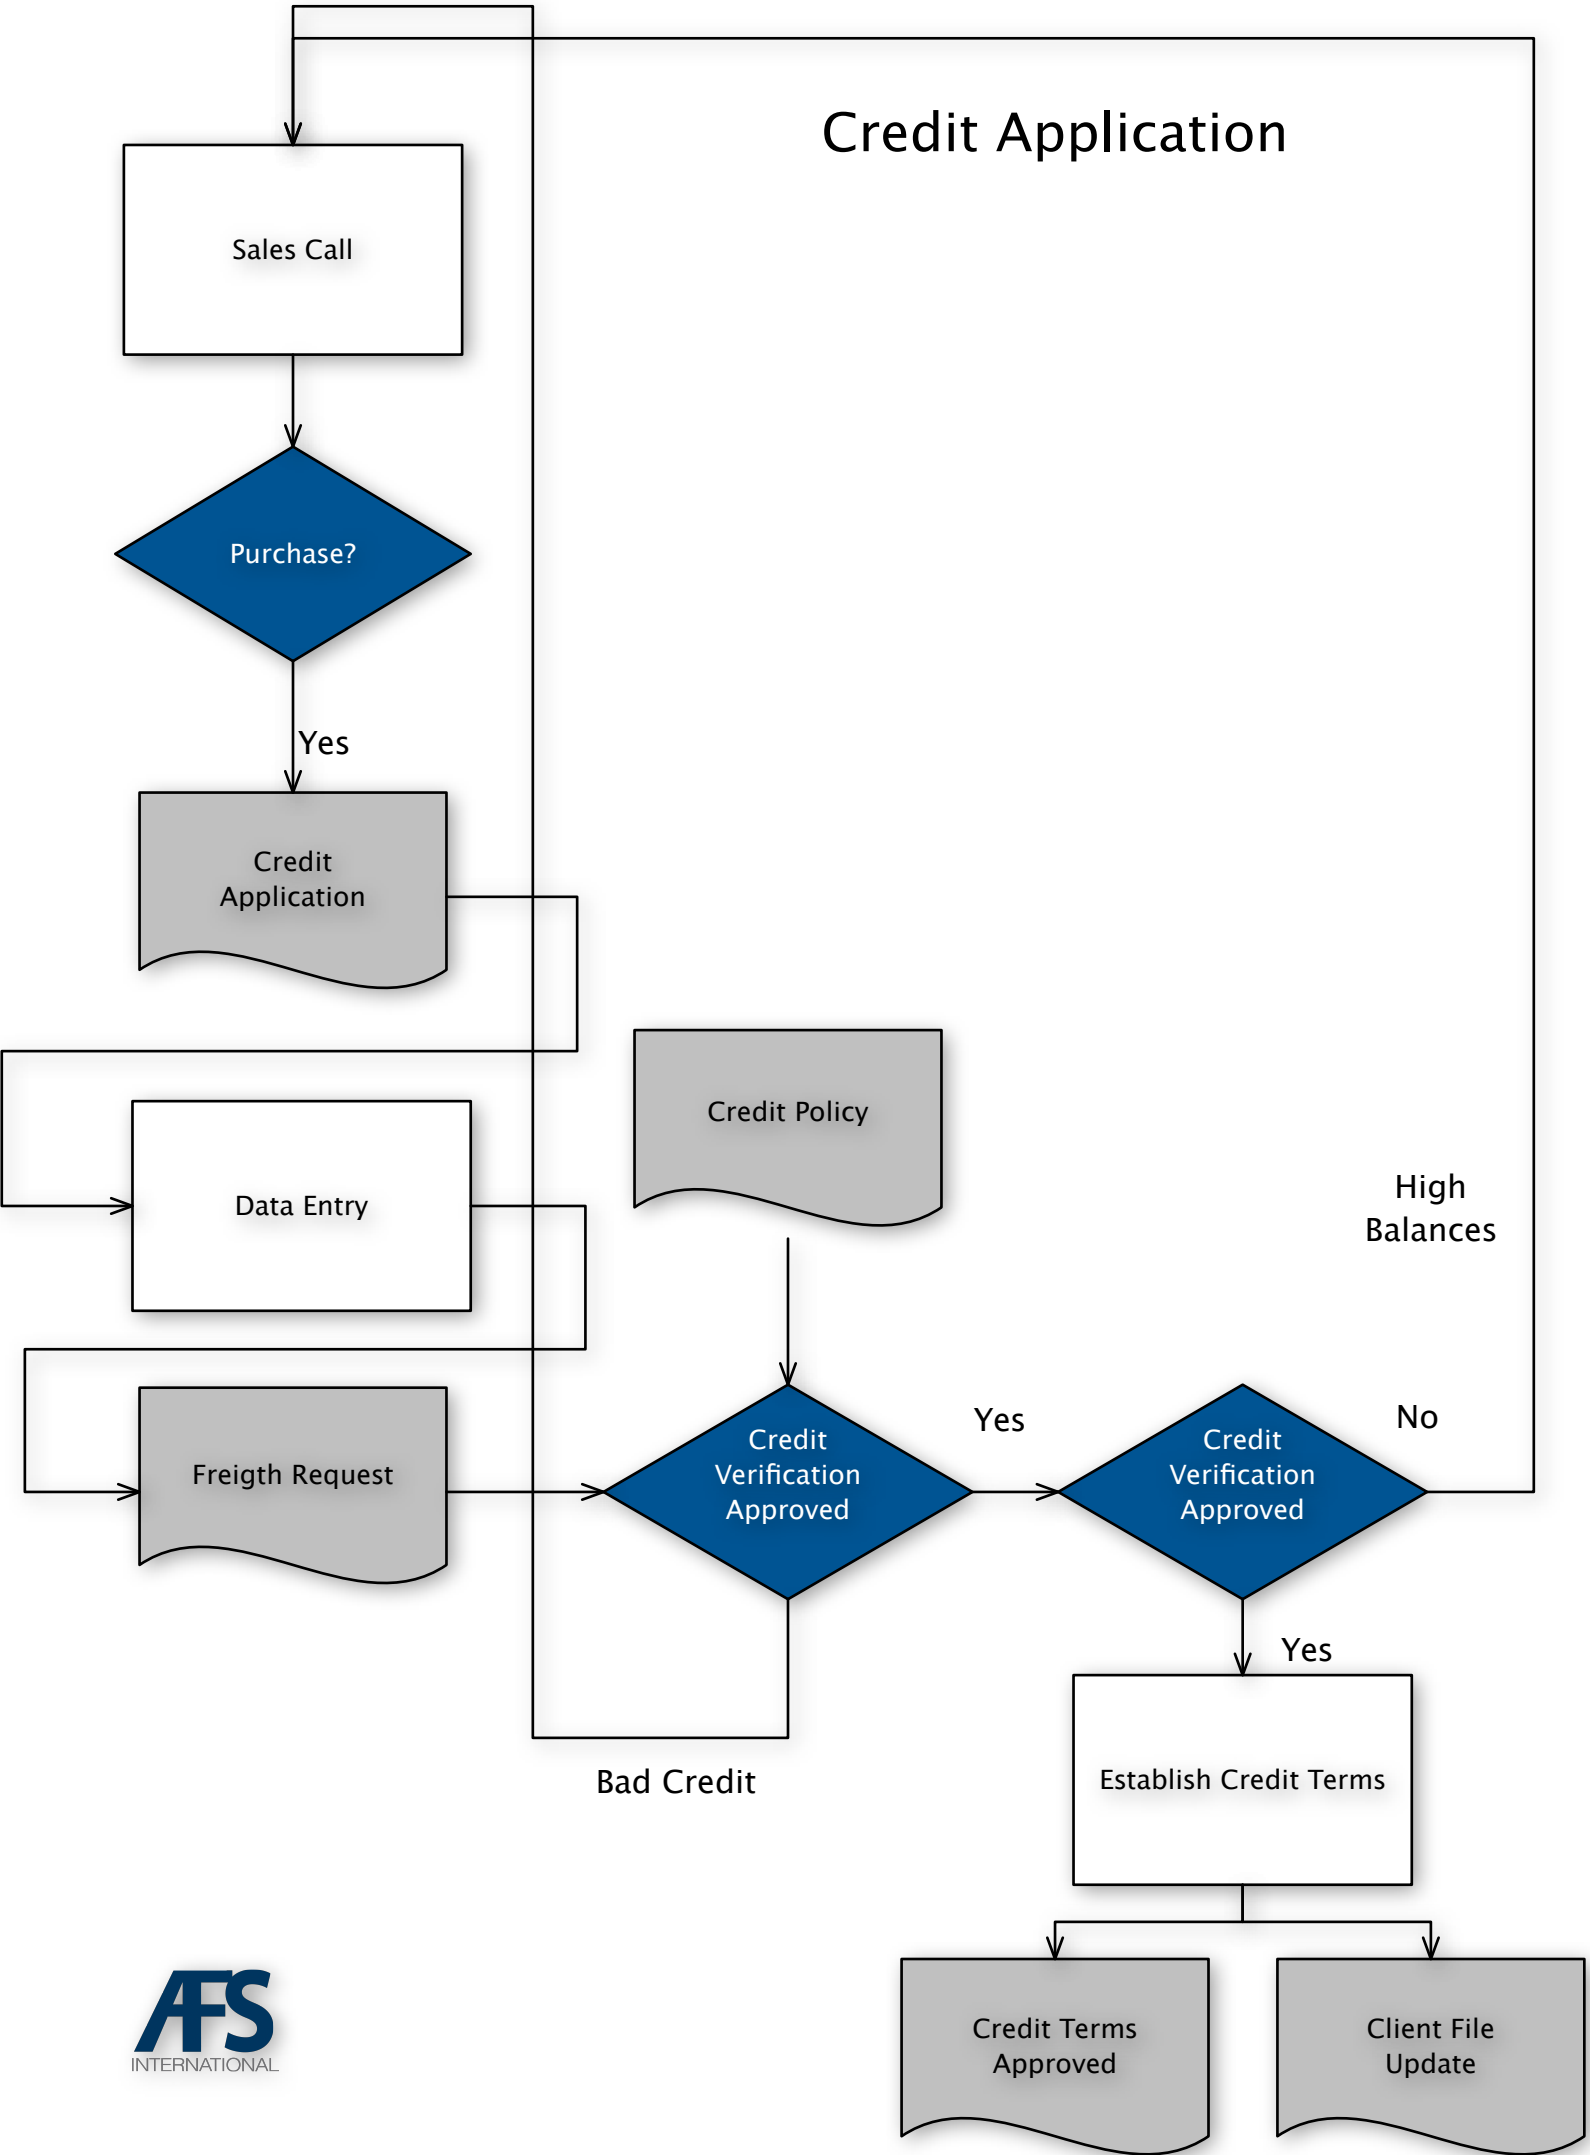 Credit Application
Sales Call
Purchase?
Yes
Credit
Application
Credit Policy
High
Balances
Data Entry
Yes
No
Credit
Verification
Approved
Credit
Verification
Approved
Freigth Request
Yes
Bad Credit
Establish Credit Terms
AFS
INTERNATIONAL
Credit Terms
Approved
Client File
Update